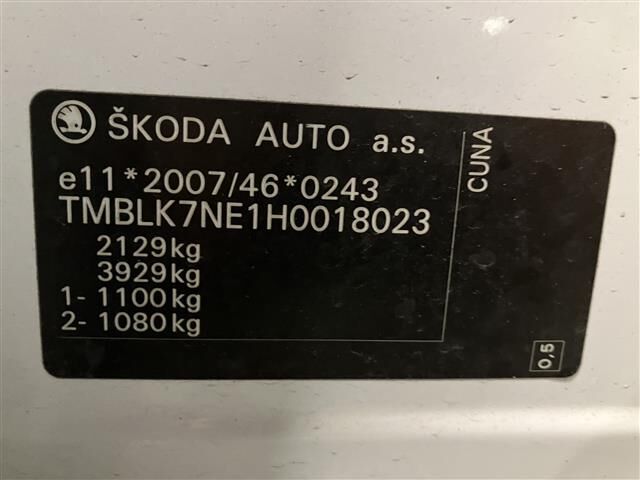 ŠKODA AUTO a.s.
e11*2007/46*0243
TMBLK7NE1H0018023
2129kg
3929kg
1- 1100kg
2- 1080kg
CUNA
0,5